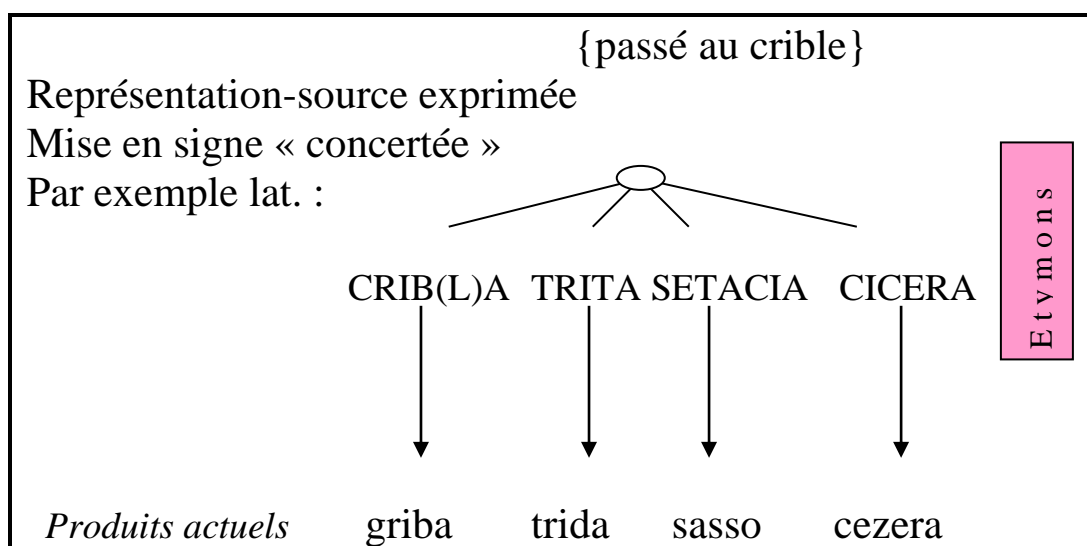 {passé au crible}
Représentation-source exprimée
Mise en signe « concertée »
Par exemple lat. :
CRIB(L)A TRITA SETACIA CICERA
Etymons
Produits actuels griba trida sasso cezera